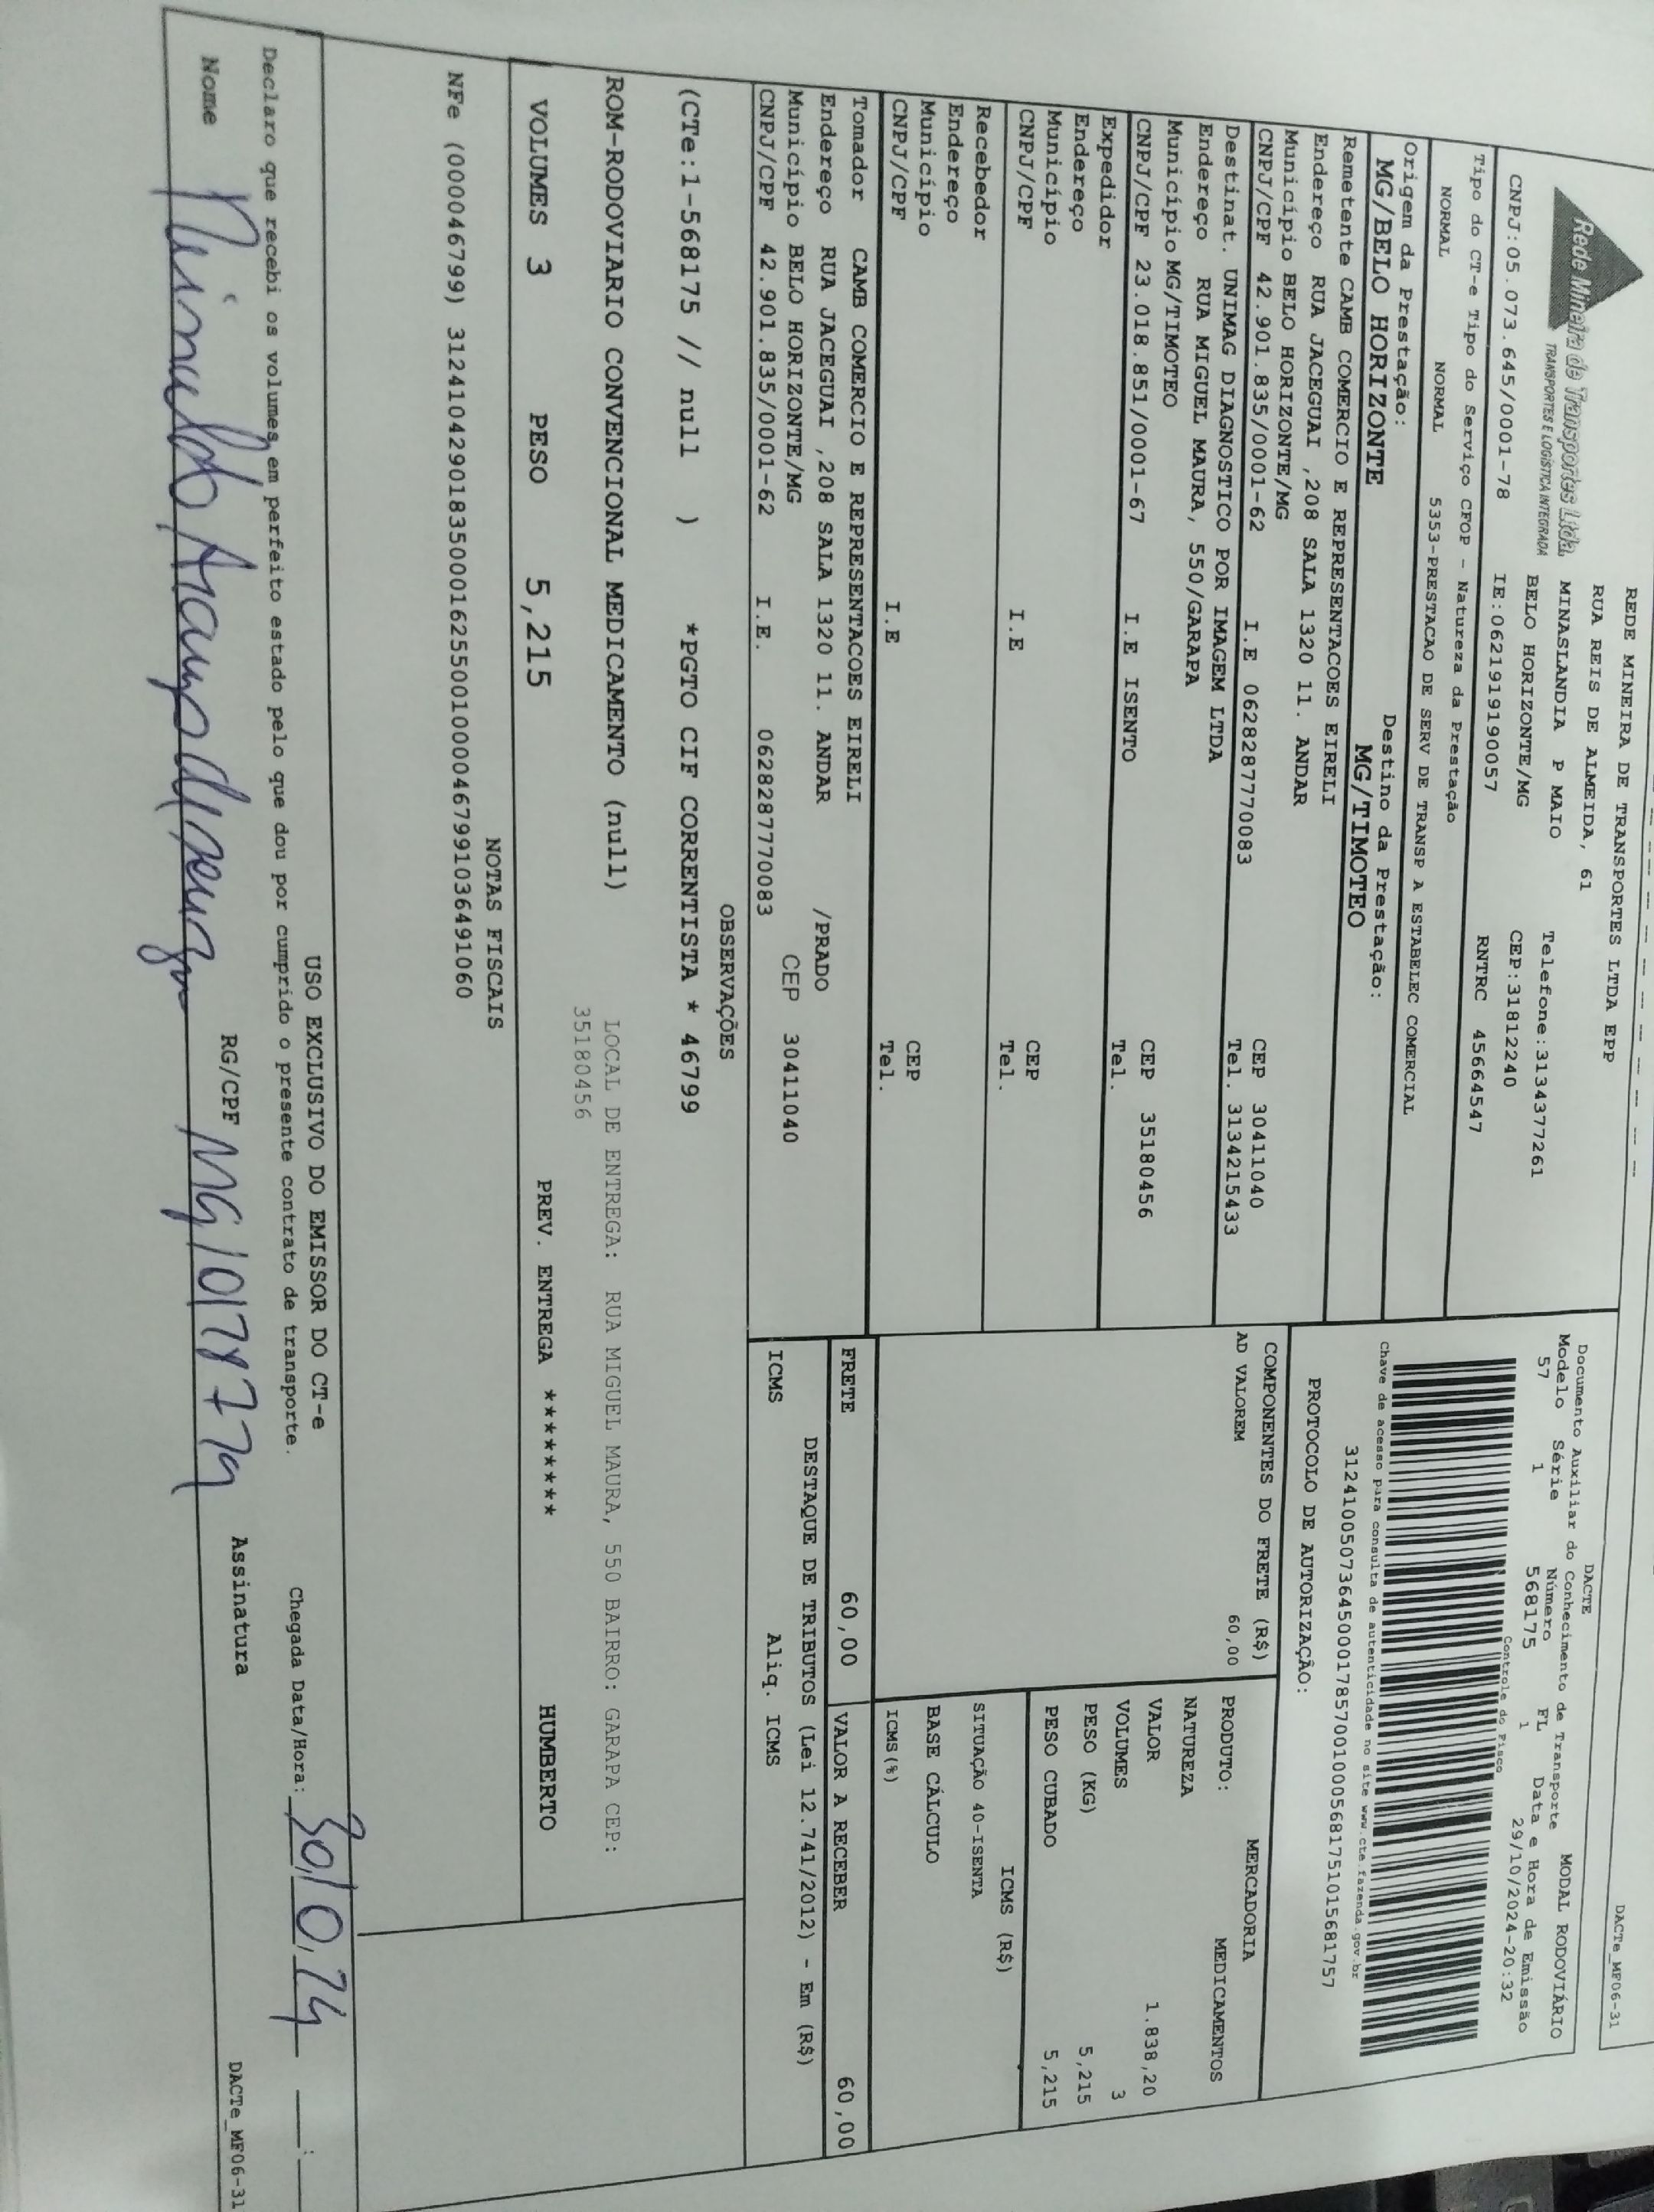 DACTe_MF06-31
Rede Mineira de Transportes Ltda.
TRANSPORTES E LOGÍSTICA INTEGRADA
REDE MINEIRA DE TRANSPORTES LTDA EPP
RUA REIS DE ALMEIDA, 61
MINASLANDIA P MAIO Telefone:3134377261
BELO HORIZONTE/MG CEP:31812240
CNPJ:05.073.645/0001-78 IE:0621919190057 RNTRC 45664547
Tipo do CT-e Tipo do Serviço CFOP - Natureza da Prestação
NORMAL NORMAL 5353-PRESTACAO DE SERV DE TRANSP A ESTABELEC COMERCIAL
DACTE
Documento Auxiliar do Conhecimento de Transporte MODAL RODOVIÁRIO
Modelo Série Número FL Data e Hora de Emissão
57 1 568175 1 29/10/2024-20:32
Controle do Fisco
Chave de acesso para consulta de autenticidade no site www.cte.fazenda.gov.br
31241005073645000178570010005681751015681757
PROTOCOLO DE AUTORIZAÇÃO:
Origem da Prestação: Destino da Prestação:
MG/BELO HORIZONTE MG/TIMOTEO
Remetente CAMB COMERCIO E REPRESENTACOES EIRELI
Endereço RUA JACEGUAI ,208 SALA 1320 11. ANDAR
Município BELO HORIZONTE/MG CEP 30411040
CNPJ/CPF 42.901.835/0001-62 I.E 0628287770083 Tel. 3134215433
Destinat. UNIMAG DIAGNOSTICO POR IMAGEM LTDA
Endereço RUA MIGUEL MAURA, 550/GARAPA
Município MG/TIMOTEO CEP 35180456
CNPJ/CPF 23.018.851/0001-67 I.E ISENTO Tel.
Expedidor
Endereço
Município CEP
CNPJ/CPF I.E Tel.
Recebedor
Endereço
Município CEP
CNPJ/CPF I.E Tel.
Tomador CAMB COMERCIO E REPRESENTACOES EIRELI
Endereço RUA JACEGUAI ,208 SALA 1320 11. ANDAR /PRADO
Município BELO HORIZONTE/MG CEP 30411040
CNPJ/CPF 42.901.835/0001-62 I.E. 0628287770083
COMPONENTES DO FRETE (R$)
AD VALOREM 60,00
MERCADORIA
PRODUTO: MEDICAMENTOS
NATUREZA
VALOR 1.838,20
VOLUMES 3
PESO (KG) 5,215
PESO CUBADO 5,215
ICMS (R$)
SITUAÇÃO 40-ISENTA
BASE CÁLCULO
ICMS(%)
FRETE 60,00 VALOR A RECEBER 60,00
DESTAQUE DE TRIBUTOS (Lei 12.741/2012) - Em (R$)
ICMS Aliq. ICMS
OBSERVAÇÕES
(CTe:1-568175 // null ) *PGTO CIF CORRENTISTA * 46799
ROM-RODOVIARIO CONVENCIONAL MEDICAMENTO (null) LOCAL DE ENTREGA: RUA MIGUEL MAURA, 550 BAIRRO: GARAPA CEP:
35180456
VOLUMES 3 PESO 5,215 PREV. ENTREGA ******** HUMBERTO
NOTAS FISCAIS
NFe (000046799) 31241042901835000162550010000467991036491060
USO EXCLUSIVO DO EMISSOR DO CT-e
Declaro que recebi os volumes em perfeito estado pelo que dou por cumprido o presente contrato de transporte.
Chegada Data/Hora: 30/10/24 :
Nome RG/CPF MG 10178779 Assinatura
DACTe_MF06-31